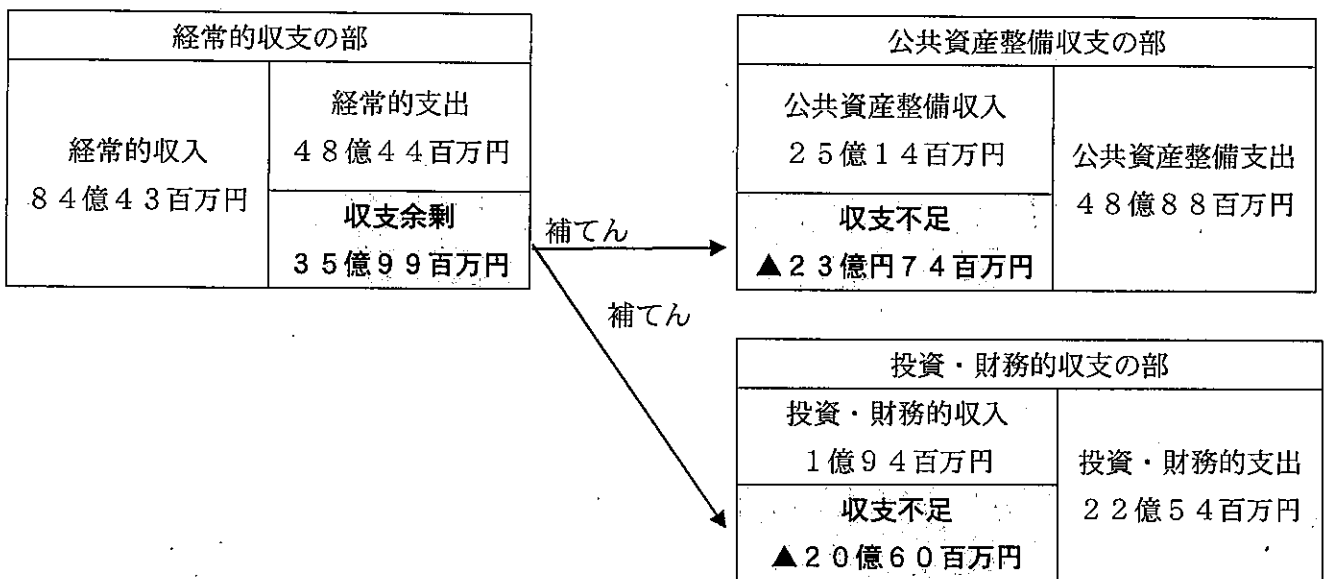 経常的収支の部
経常的収入
84億43百万円
経常的支出
48億44百万円
収支余剰
35億99百万円
補てん
補てん
公共資産整備収支の部
公共資産整備収入
25億14百万円
収支不足
▲23億円74百万円
公共資産整備支出
48億88百万円
投資・財務的収支の部
投資・財務的収入
1億94百万円
収支不足
▲20億60百万円
投資・財務的支出
22億54百万円